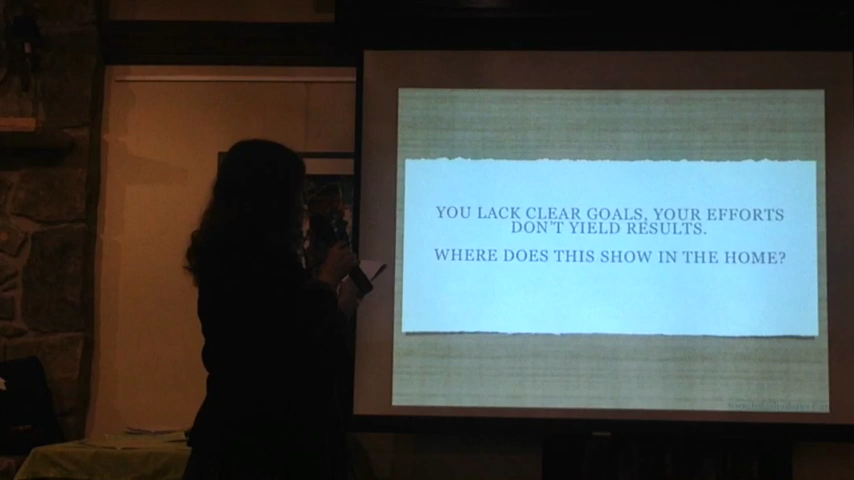 YOU LACK CLEAR GOALS, YOUR EFFORTS
DON'T YIELD RESULTS.
WHERE DOES THIS SHOW IN THE HOME?